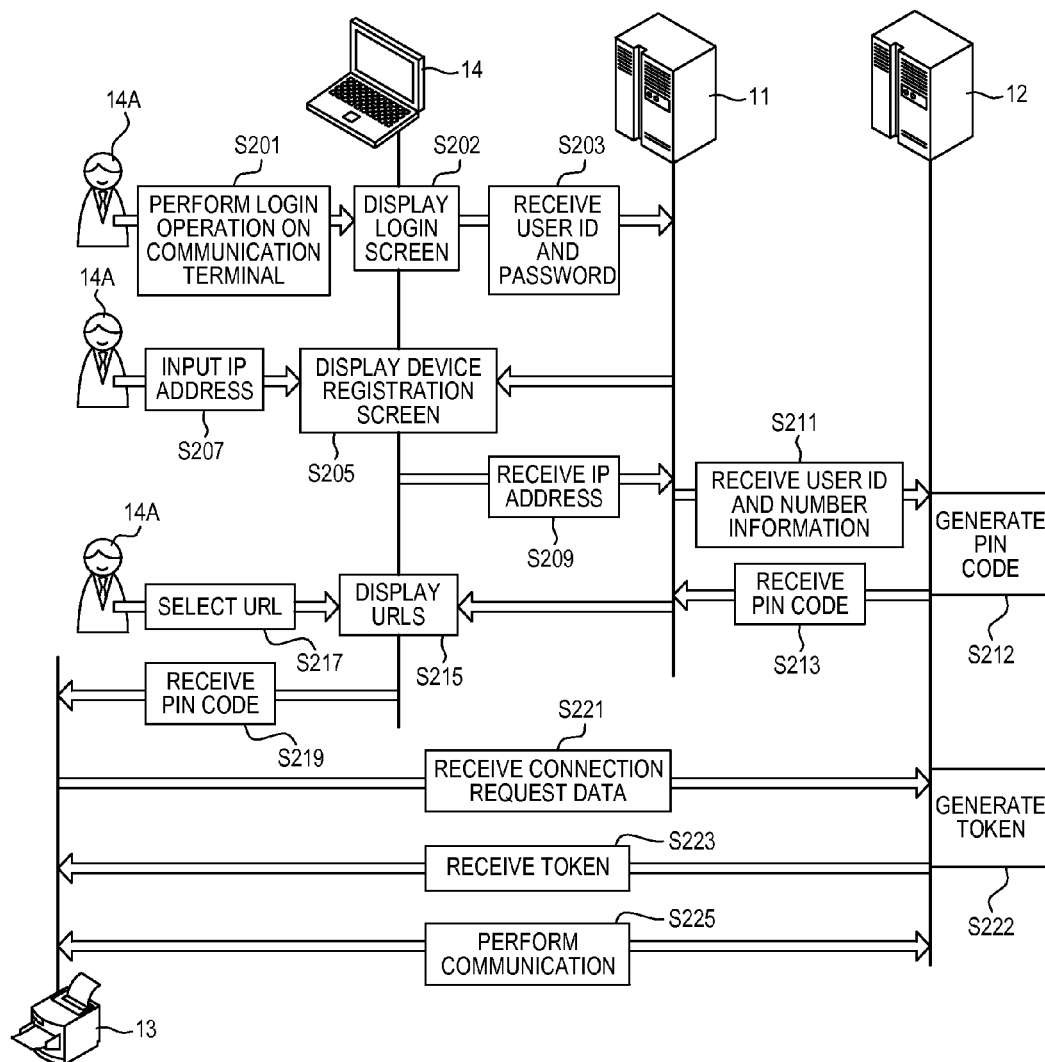 14
11
12
14A
S201
S202
S203
PERFORM LOGIN
OPERATION ON
COMMUNICATION
TERMINAL
DISPLAY
LOGIN
SCREEN
RECEIVE
USER ID
AND
PASSWORD
14A
INPUT IP
ADDRESS
S207
DISPLAY DEVICE
REGISTRATION
SCREEN
S205
S211
RECEIVE IP
ADDRESS
S209
RECEIVE USER ID
AND NUMBER
INFORMATION
GENERATE
PIN
CODE
S212
14A
SELECT URL
S217
DISPLAY
URLS
S215
RECEIVE
PIN CODE
S213
RECEIVE
PIN CODE
S219
S221
RECEIVE CONNECTION
REQUEST DATA
GENERATE
TOKEN
S222
S223
RECEIVE TOKEN
S225
PERFORM
COMMUNICATION
13